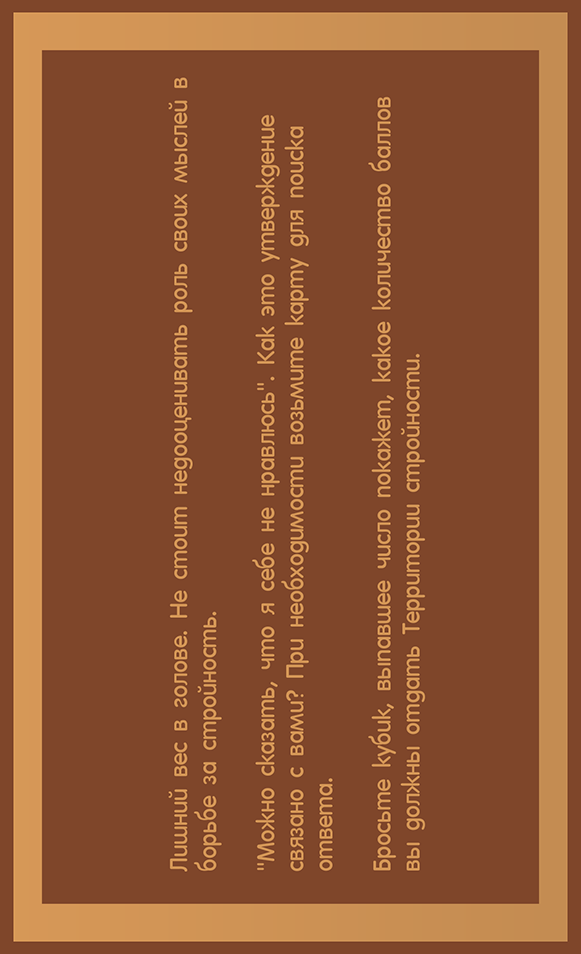 Лишний вес в голове. Не стоит недооценивать роль своих мыслей в
борьбе за стройность.
"Можно сказать, что я себе не нравлюсь". Как это утверждение
связано с вами? При необходимости возьмите карту для поиска
ответа.
Бросьте кубик, выпавшее число покажет, какое количество баллов
вы должны отдать Территории стройности.